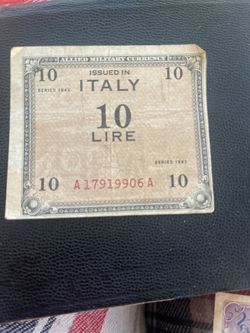 ALLIED MILITARY CURRENCY
10 ISSUED IN 10
SERIES 1943
ITALY
10
LIRE
SERIES 1943
10 A17919906A 10